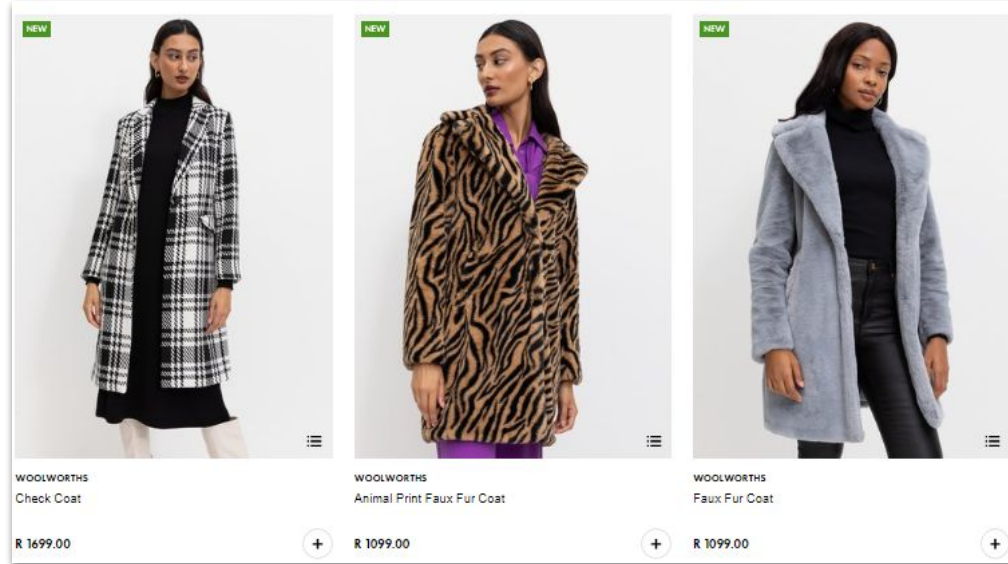 NEW
NEW
NEW
WOOLWORTHS
Check Coat
R 1699.00
WOOLWORTHS
Animal Print Faux Fur Coat
R 1099.00
WOOLWORTHS
Faux Fur Coat
R 1099.00